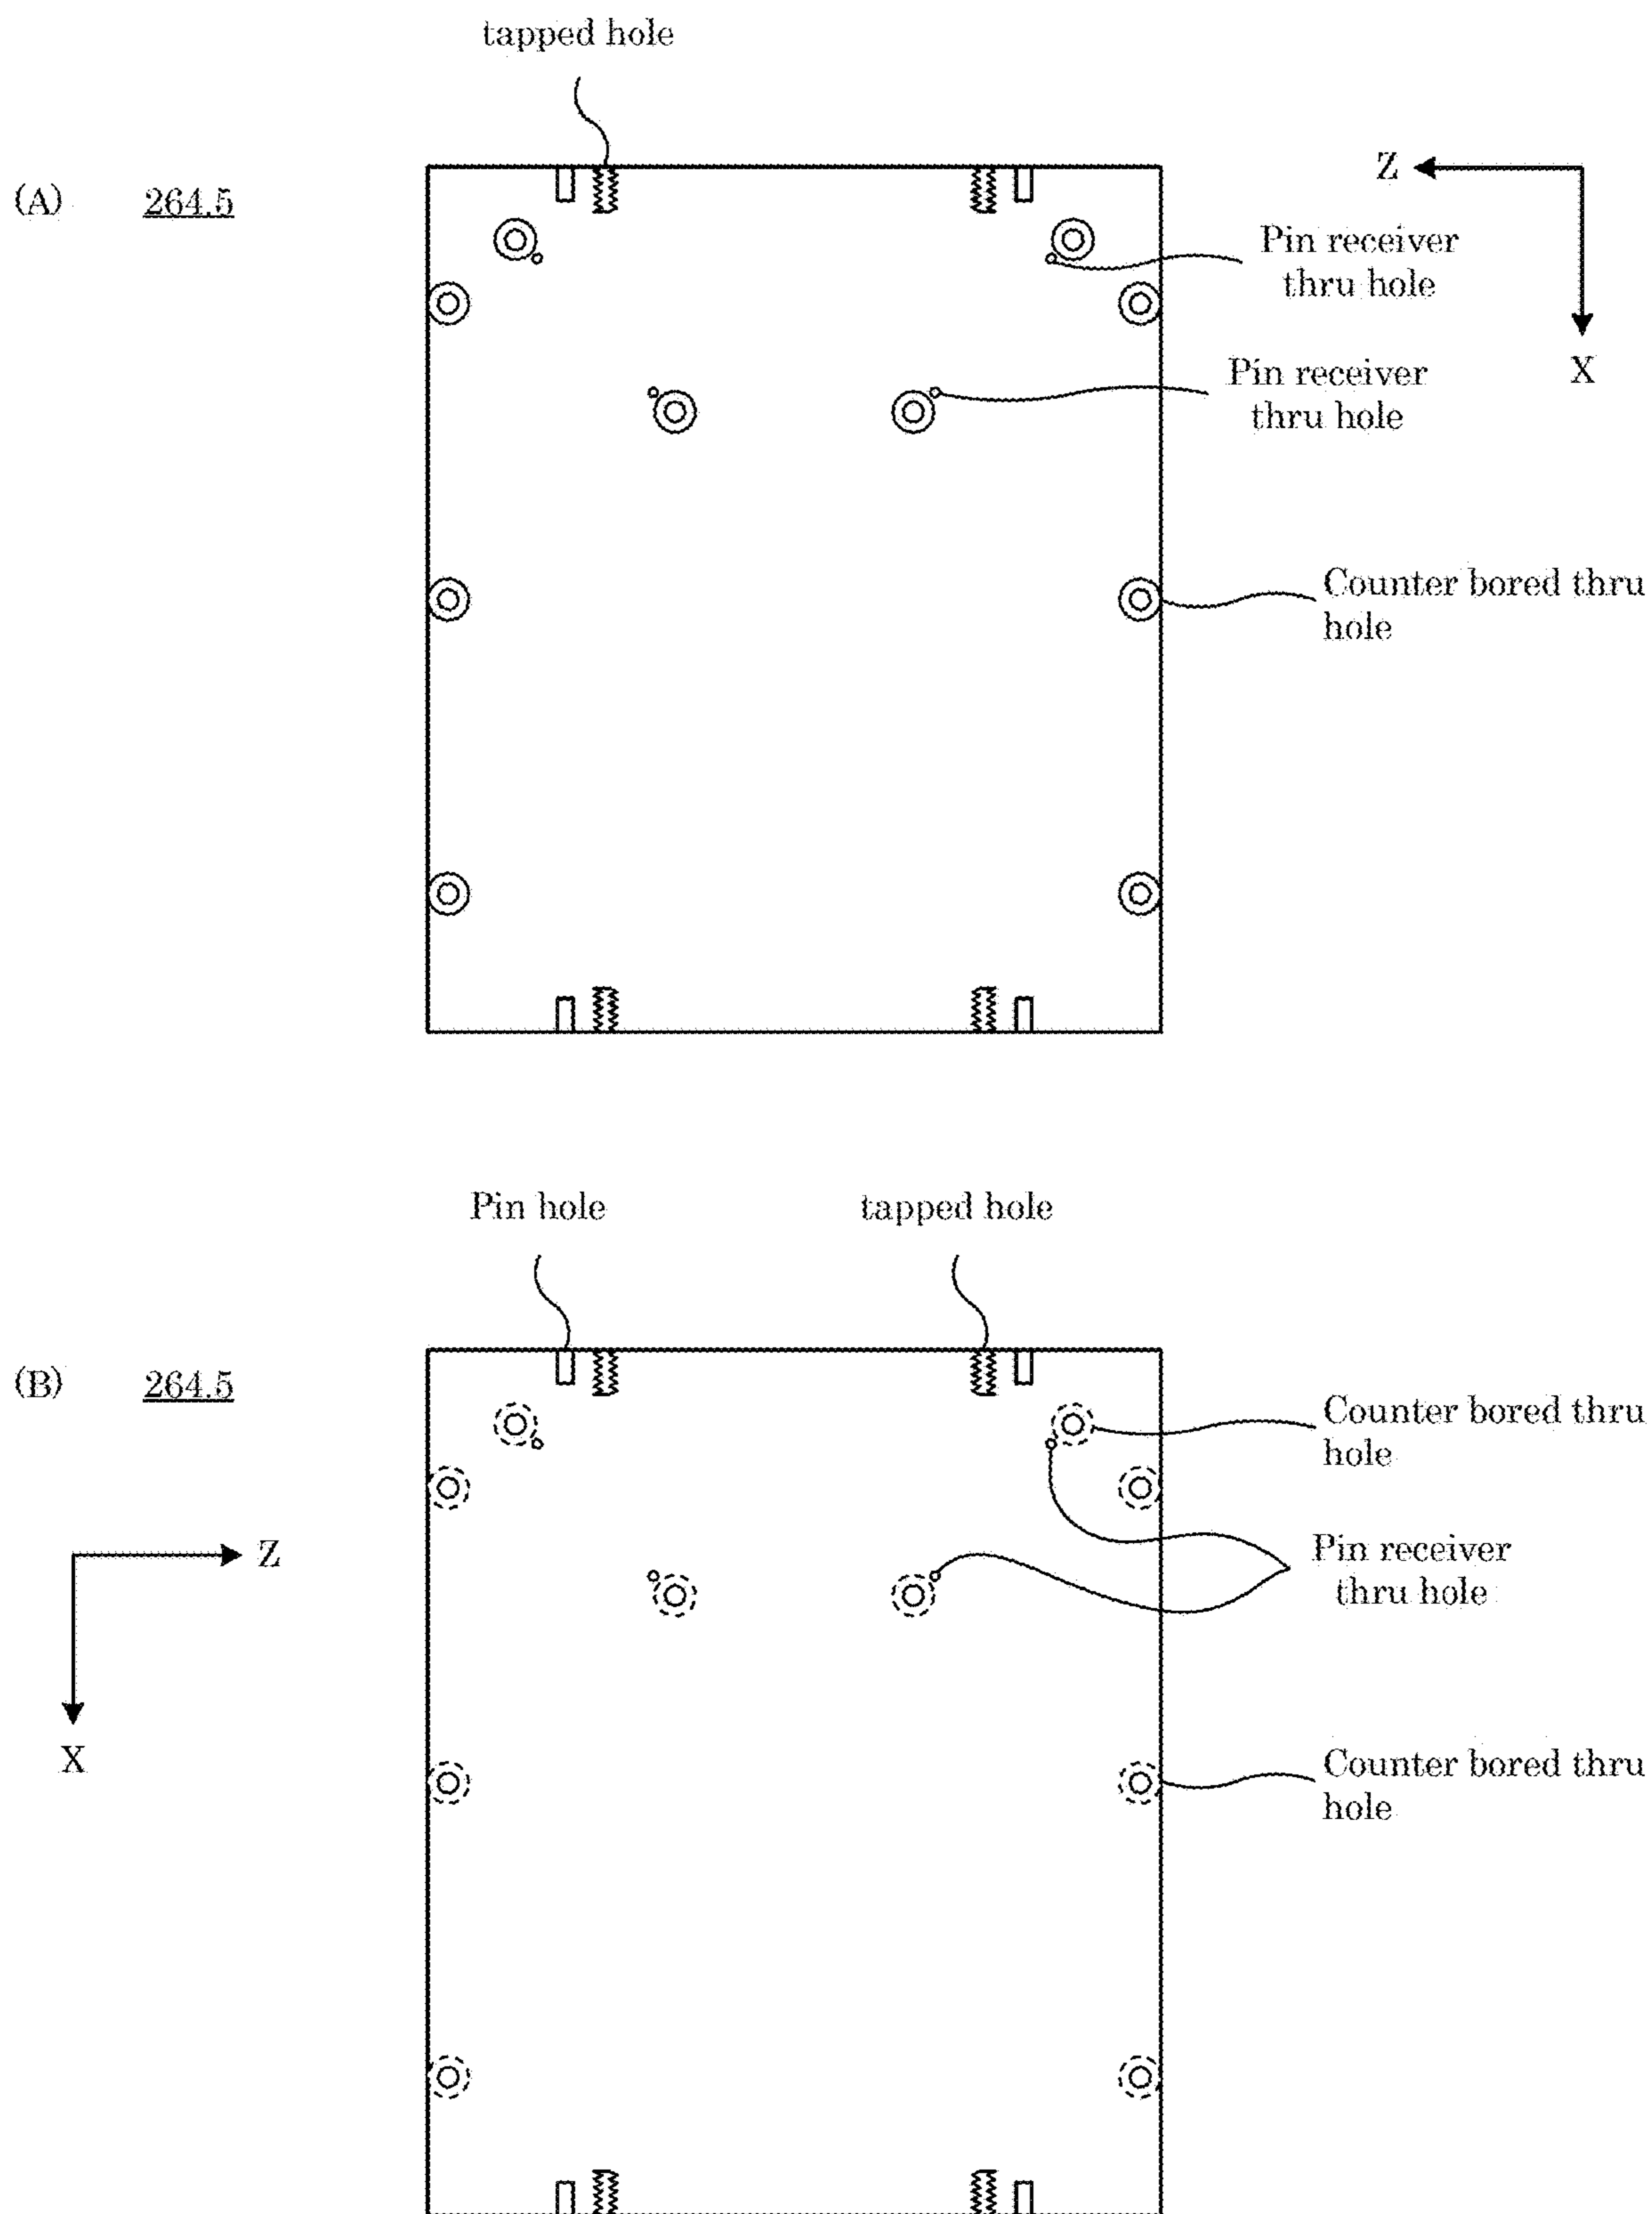 tapped hole
(A) 264.5
Z
Pin receiver
thru hole
X
Pin receiver
thru hole
Counter bored thru
hole
Pin hole
tapped hole
(B) 264.5
Counter bored thru
hole
Z
Pin receiver
thru hole
X
Counter bored thru
hole